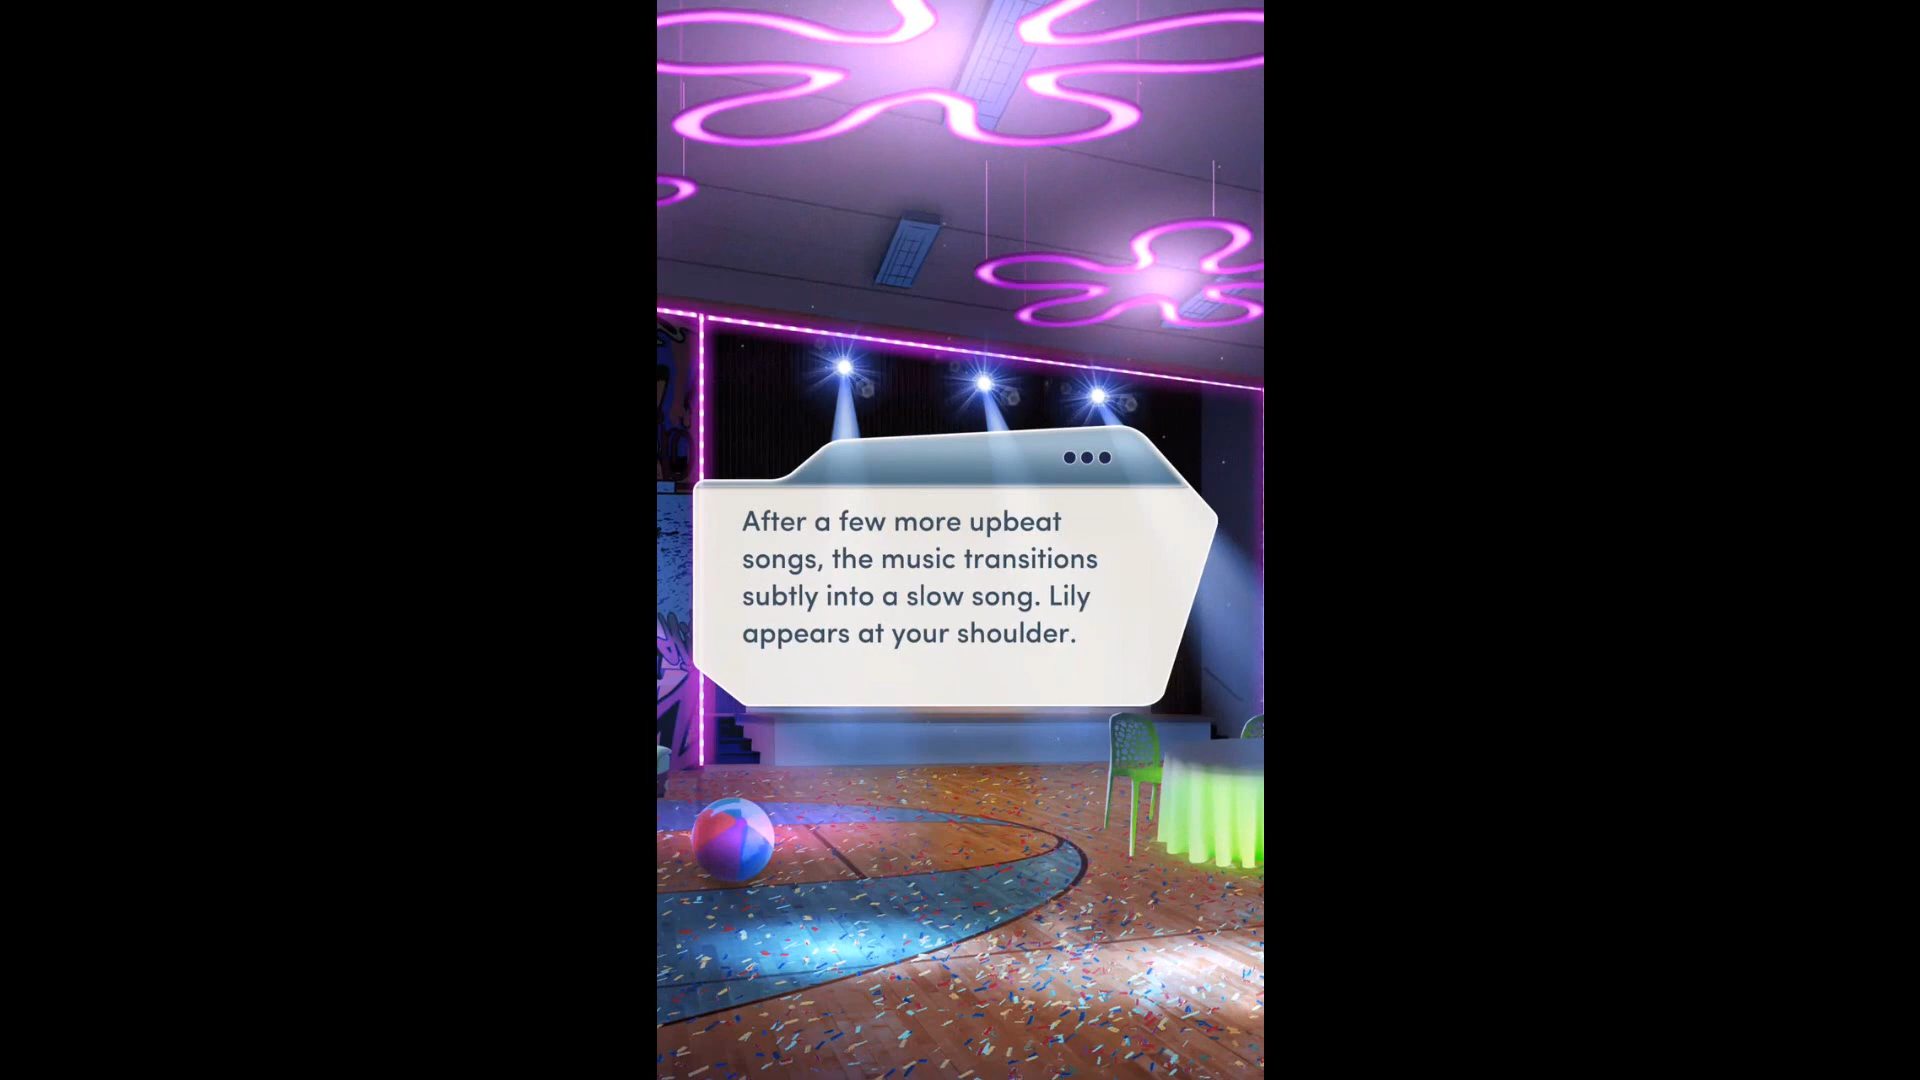 After a few more upbeat
songs, the music transitions
subtly into a slow song. Lily
appears at your shoulder.